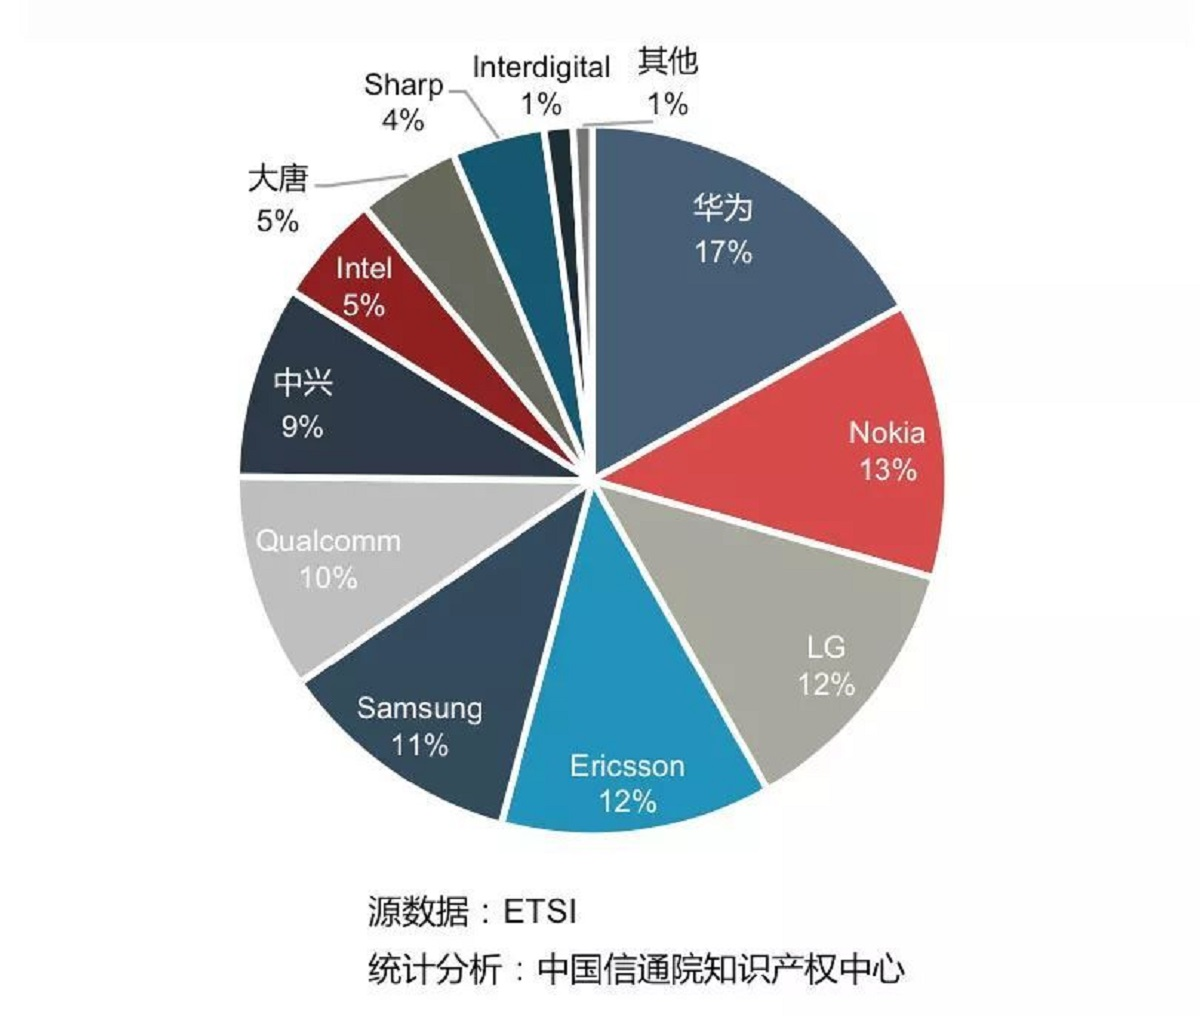 Interdigital
1%
其他
1%
Sharp
4%
大唐
5%
华为
17%
Intel
5%
中兴
9%
Nokia
13%
Qualcomm
10%
LG
12%
Samsung
11%
Ericsson
12%
源数据：ETSI
统计分析：中国信通院知识产权中心